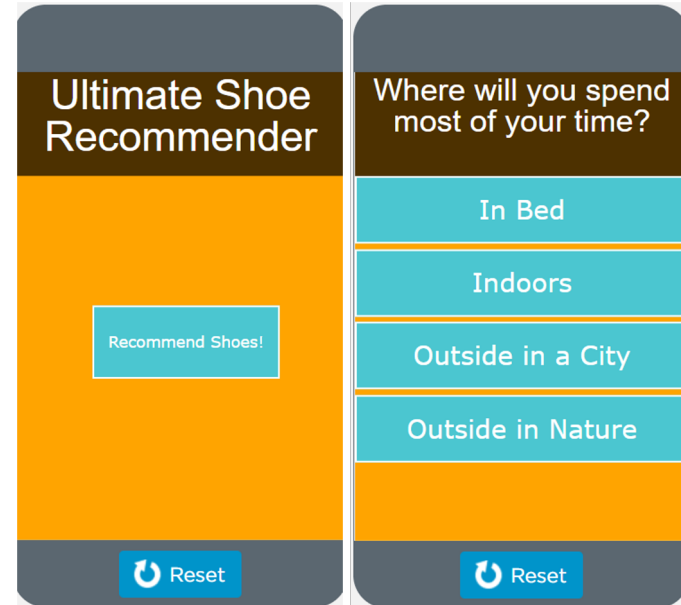 Ultimate Shoe
Recommender
Recommend Shoes!
Reset
Where will you spend
most of your time?
In Bed
Indoors
Outside in a City
Outside in Nature
Reset